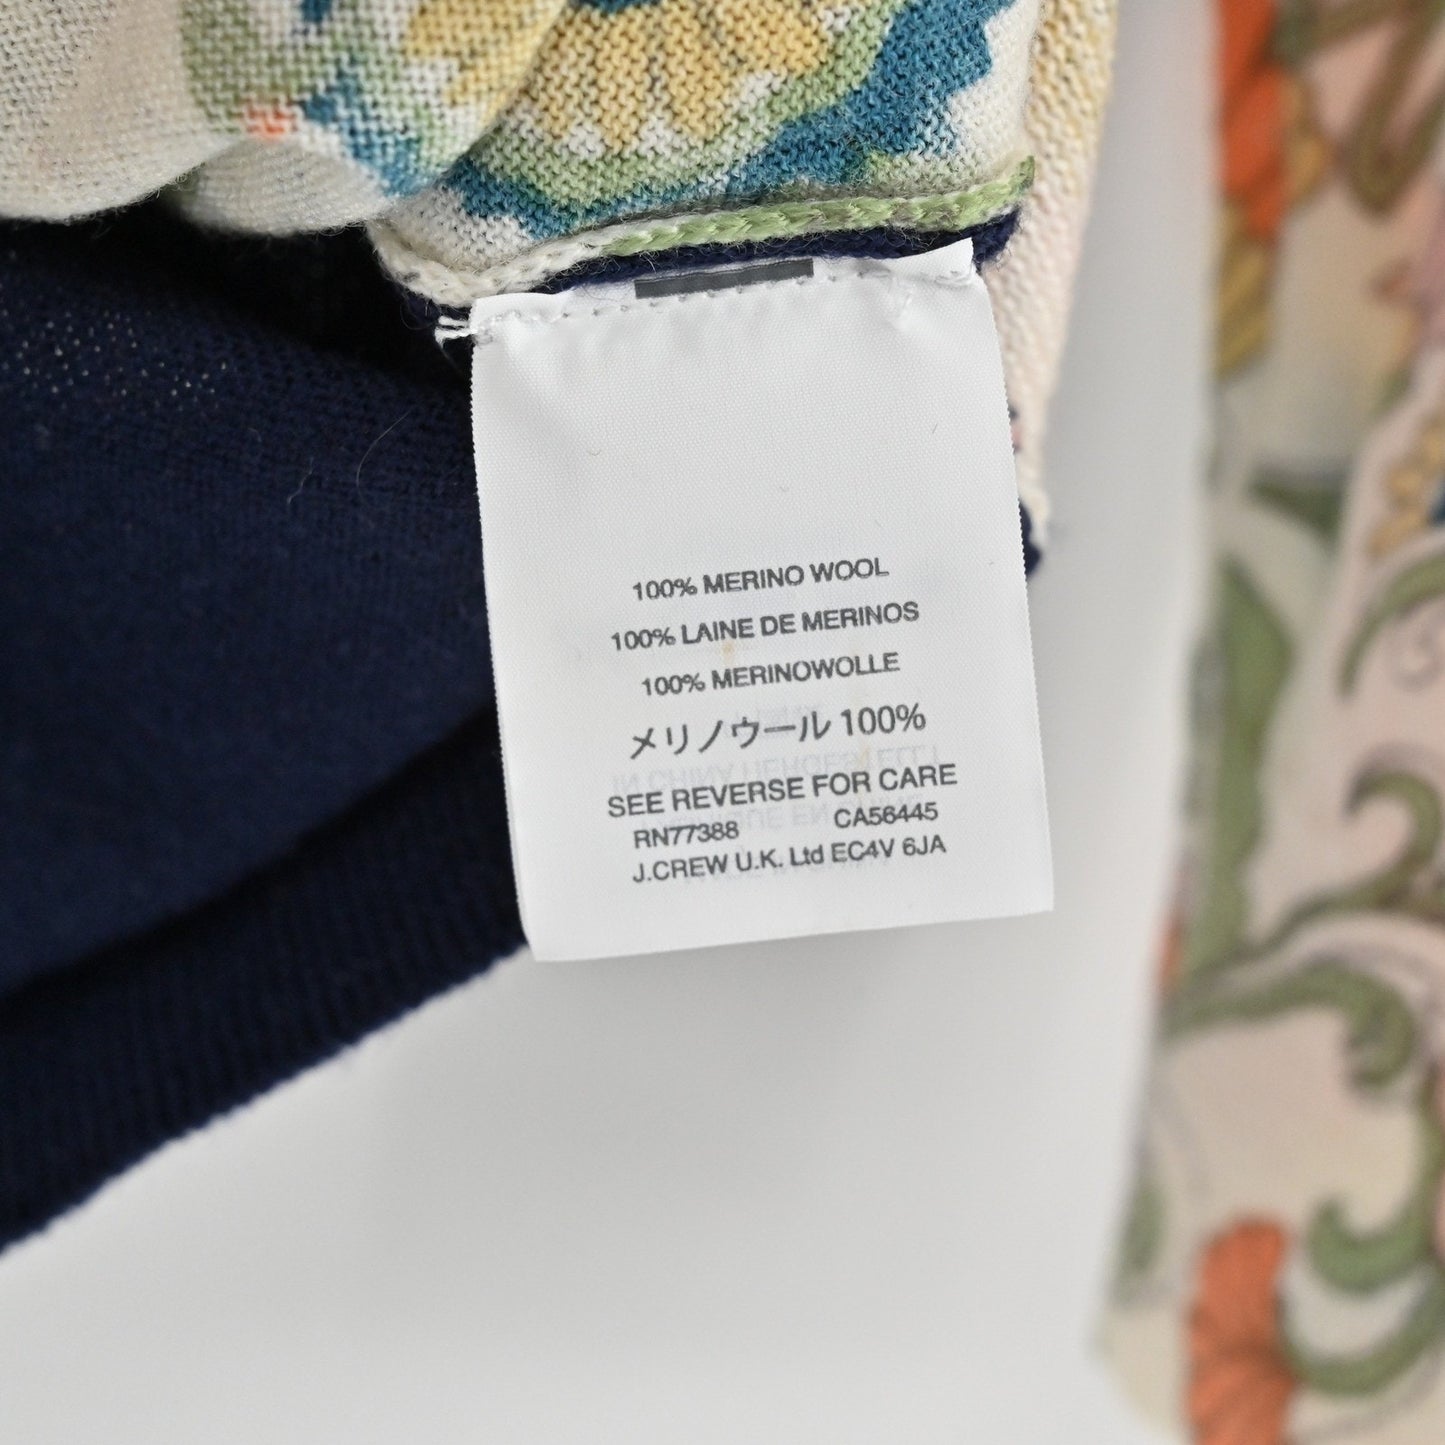 100% MERINO WOOL
100% LAINE DE MERINOS
100% MERINOWOLLE
メリノウール 100%
SEE REVERSE FOR CARE
RN77388 CA56445
J.CREW U.K. Ltd EC4V 6JA